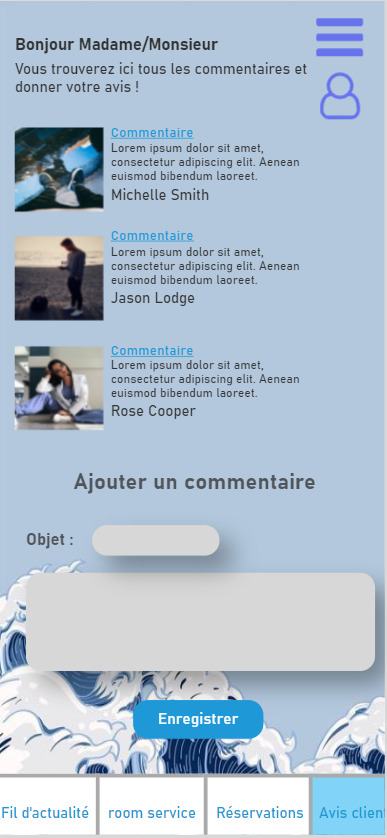 Bonjour Madame/Monsieur
Vous trouverez ici tous les commentaires et
donner votre avis !
Commentaire
Lorem ipsum dolor sit amet,
consectetur adipiscing elit. Aenean
euismod bibendum laoreet.
Michelle Smith
Commentaire
Lorem ipsum dolor sit amet,
consectetur adipiscing elit. Aenean
euismod bibendum laoreet.
Jason Lodge
Commentaire
Lorem ipsum dolor sit amet,
consectetur adipiscing elit. Aenean
euismod bibendum laoreet.
Rose Cooper
Ajouter un commentaire
Objet :
Enregistrer
Fil d'actualité room service Réservations Avis client